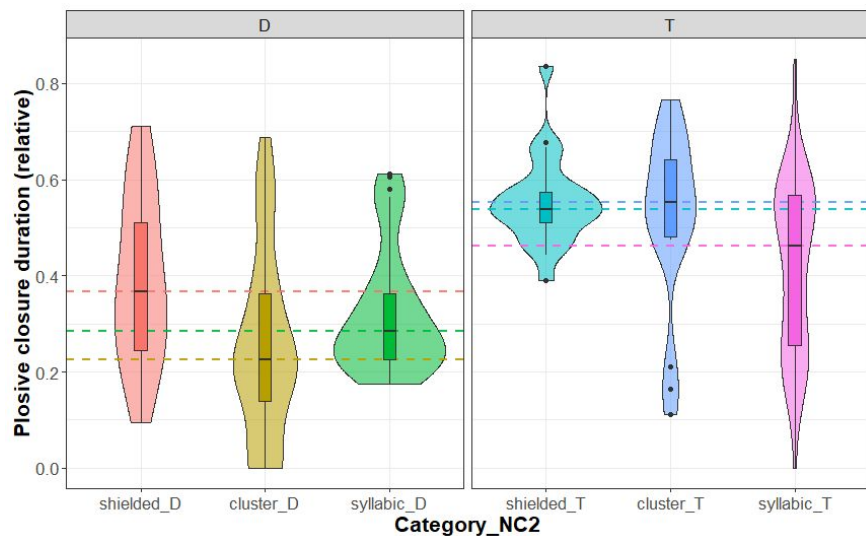 D
T
Plosive closure duration (relative)
0.8
0.6
0.4
0.2
0.0
shielded_D
cluster_D
syllabic_D
shielded_T
cluster_T
syllabic_T
Category_NC2